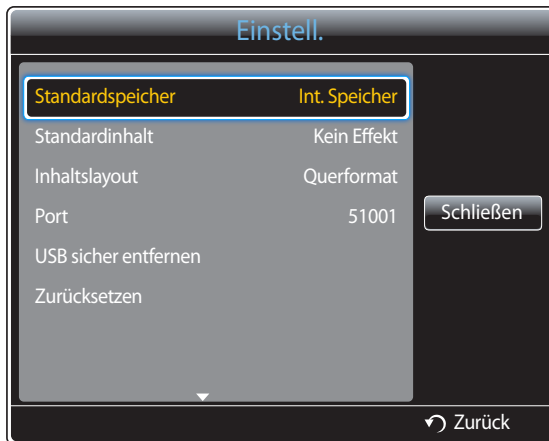 Einstell.
Standardspeicher Int. Speicher
Standardinhalt Kein Effekt
Inhaltslayout Querformat
Port 51001
Schließen
USB sicher entfernen
Zurücksetzen
Zurück